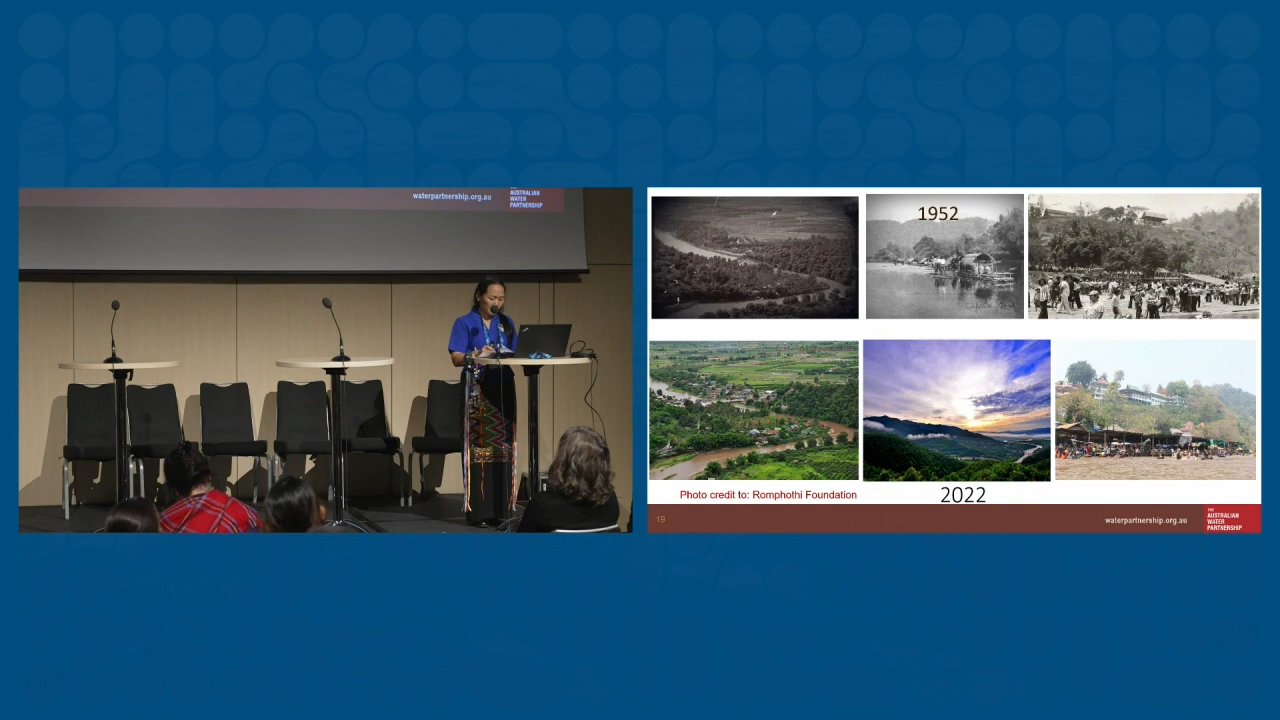 waterpartnership.org.au
AUSTRALIAN
WATER
PARTNERSHIP
1952
Photo credit to: Romphothi Foundation
2022
19
waterpartnership.org.au
THE
AUSTRALIAN
WATER
PARTNERSHIP